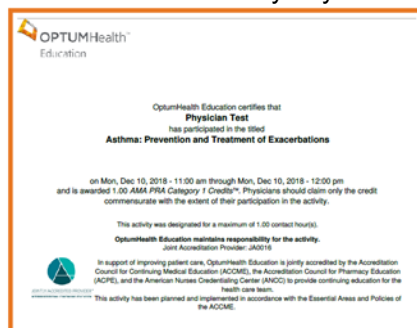 OPTUMHealth™
Education
OptumHealth Education certifies that
Physician Test
has participated in the titled
Asthma: Prevention and Treatment of Exacerbations
on Mon, Dec 10, 2018 - 11:00 am through Mon, Dec 10, 2018 - 12:00 pm
and is awarded 1.00 AMA PRA Category 1 Credits™. Physicians should claim only the credit
commensurate with the extent of their participation in the activity.
This activity was designated for a maximum of 1.00 contact hour(s).
OptumHealth Education maintains responsibility for the activity.
Joint Accreditation Provider: JA0016
In support of improving patient care, OptumHealth Education is jointly accredited by the Accreditation
Council for Continuing Medical Education (ACCME), the Accreditation Council for Pharmacy Education
(ACPE), and the American Nurses Credentialing Center (ANCC) to provide continuing education for the
health care team.
This activity has been planned and implemented in accordance with the Essential Areas and Policies of
the ACCME.
JOINTLY ACCREDITED PROVIDER™